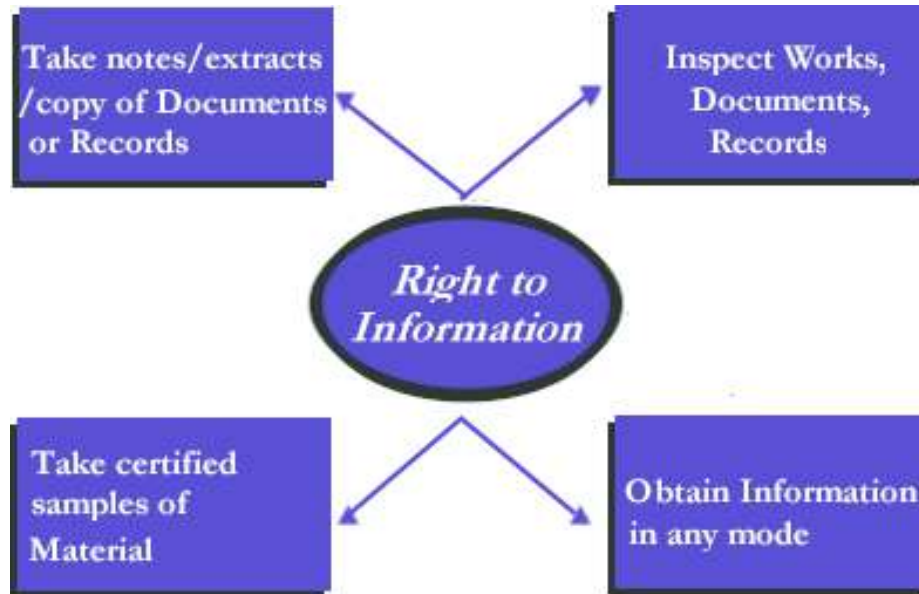 Take notes/extracts
/copy of Documents
or Records
Inspect Works,
Documents,
Records
Right to
Information
Take certified
samples of
Material
Obtain Information
in any mode